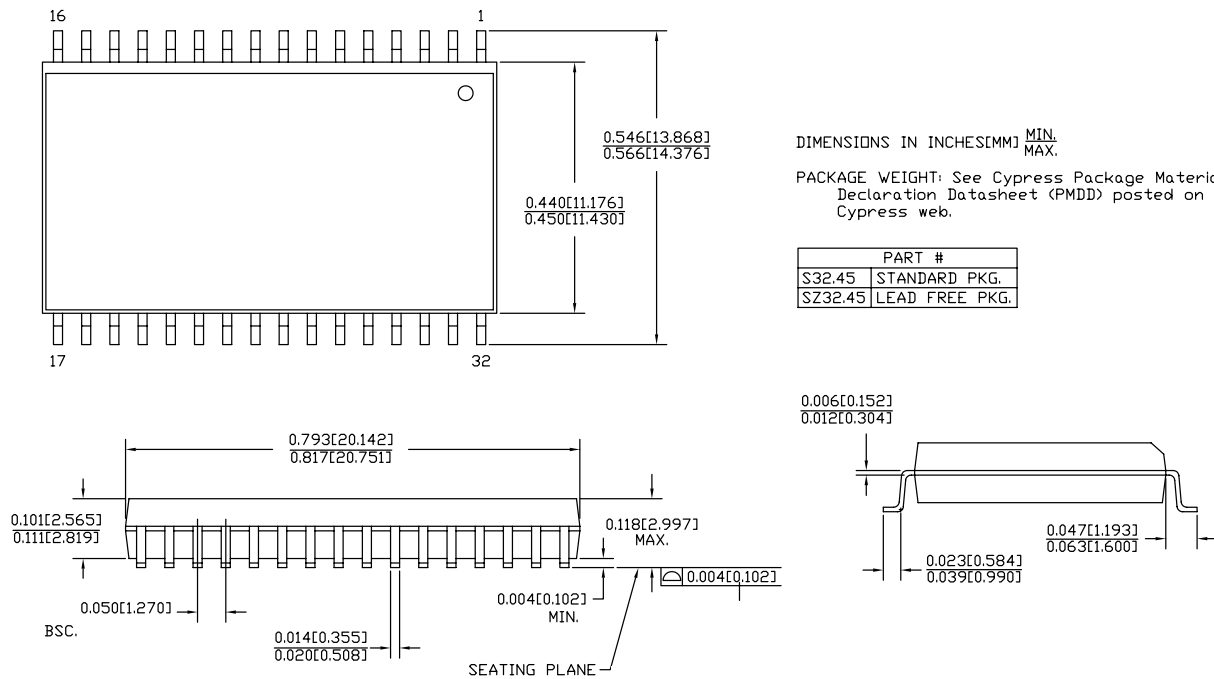 16
1
0.546[13.868]
0.566[14.376]
0.440[11.176]
0.450[11.430]
17
32
DIMENSIONS IN INCHES[MM] MIN.
MAX.
PACKAGE WEIGHT: See Cypress Package Materia
Declaration Datasheet (PMDD) posted on
Cypress web.
PART #
S32.45 STANDARD PKG.
SZ32.45 LEAD FREE PKG.
0.793[20.142]
0.817[20.751]
0.101[2.565]
0.111[2.819]
0.118[2.997]
MAX.
0.004[0.102]
0.050[1.270]
BSC.
0.004[0.102]
MIN.
0.014[0.355]
0.020[0.508]
SEATING PLANE
0.006[0.152]
0.012[0.304]
0.047[1.193]
0.063[1.600]
0.023[0.584]
0.039[0.990]